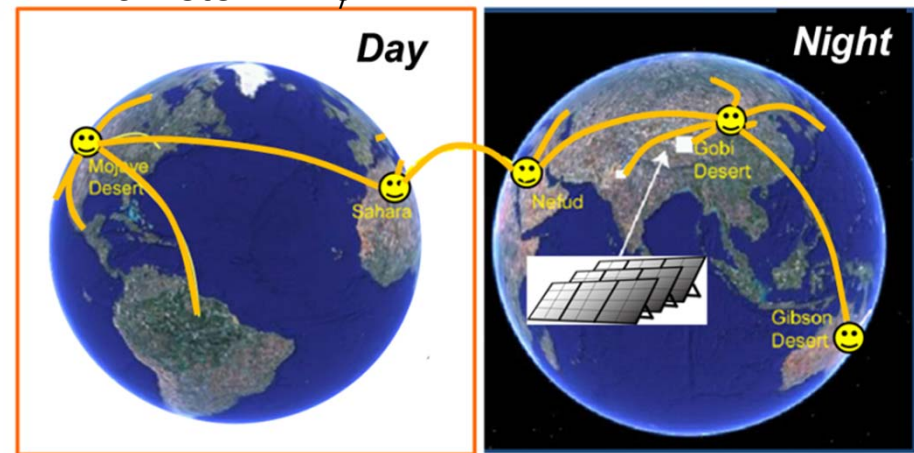 Day
Night
Mojave
Desert
Sahara
Nefud
Gobi
Desert
Gibson
Desert